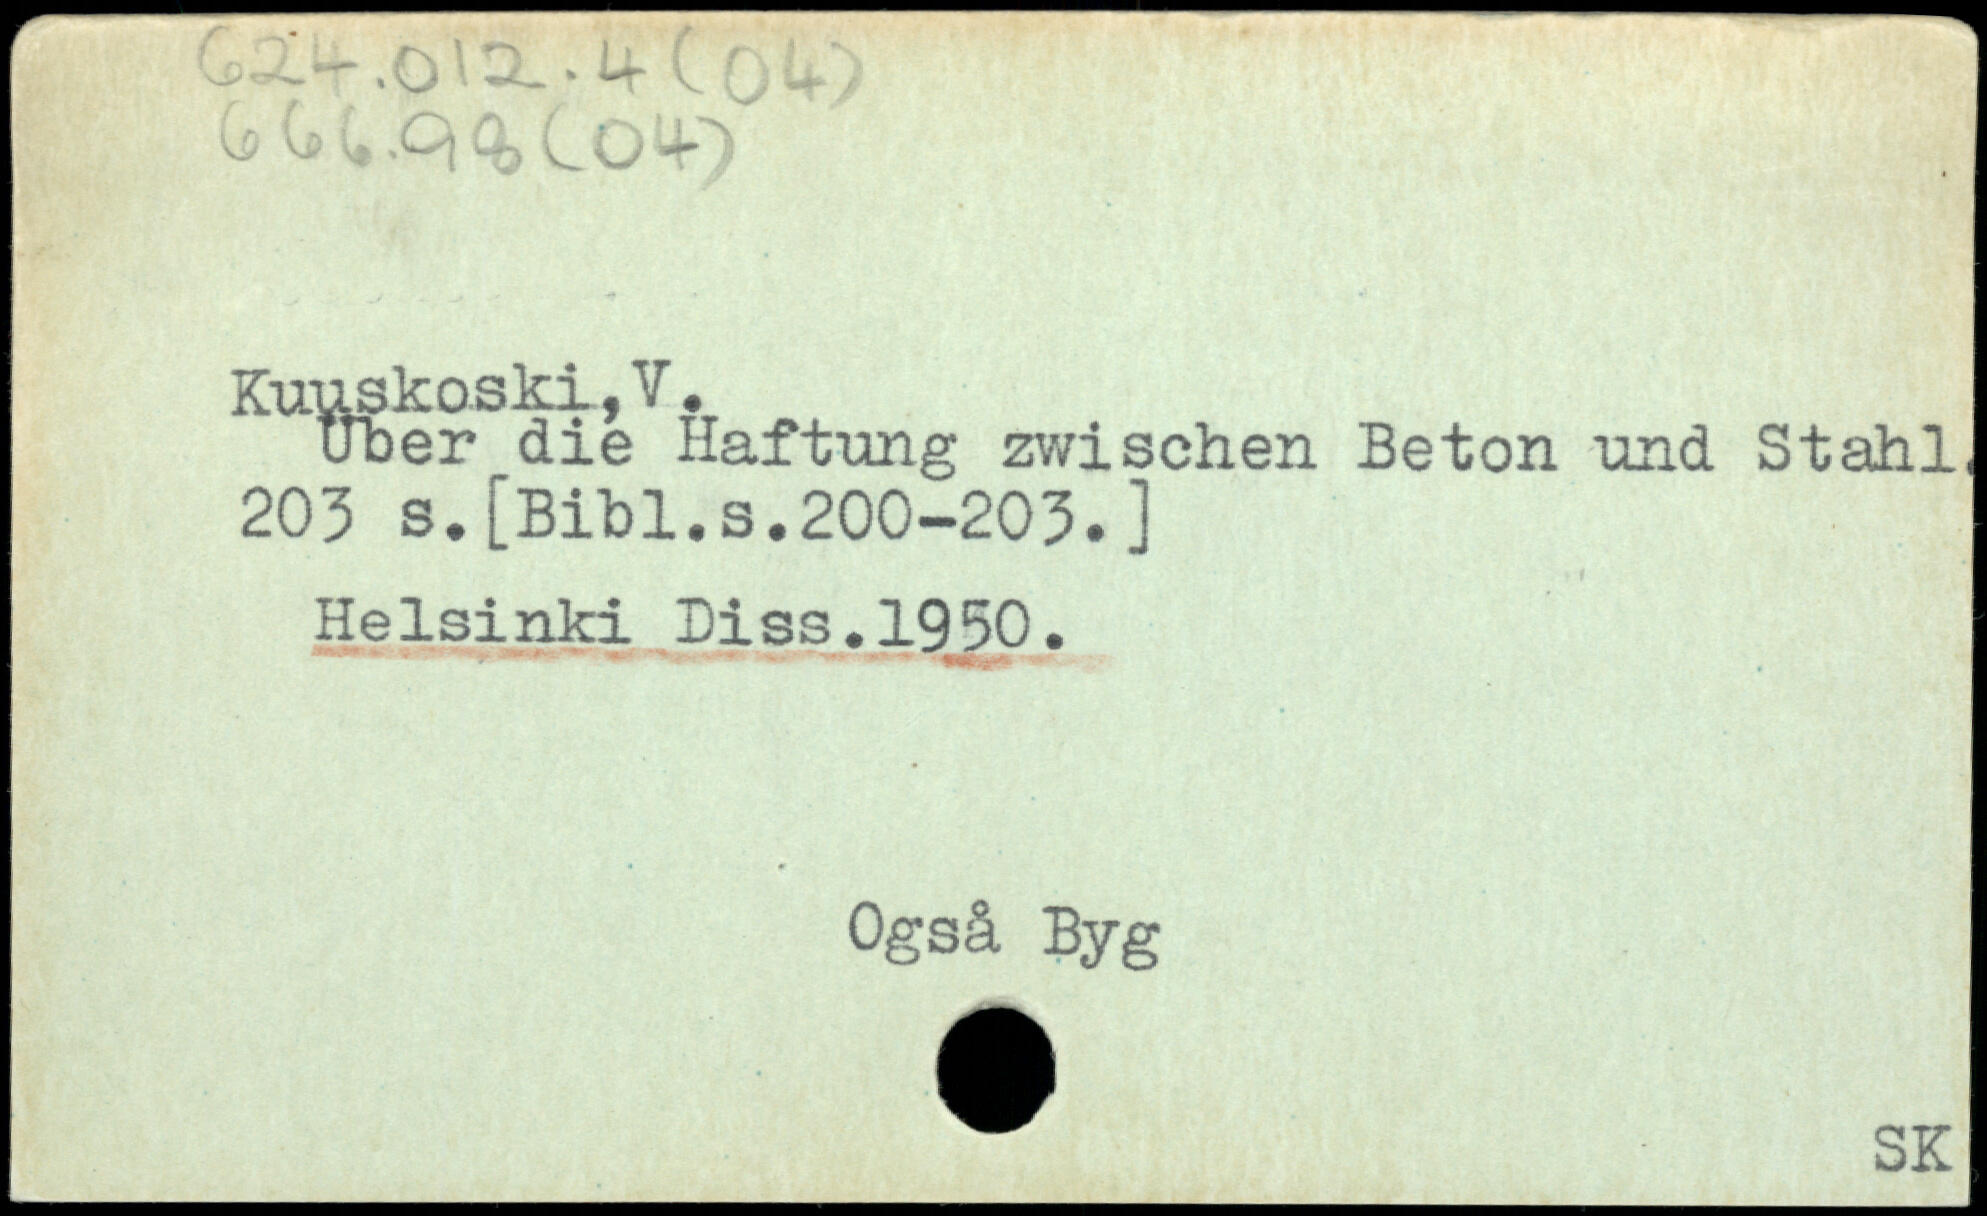 624.012.4(04)
666.98(04)
Kuuskoski,V.
Über die Haftung zwischen Beton und Stahl.
203 s.[Bibl.s.200-203.]
Helsinki Diss.1950.
Også Byg
SK